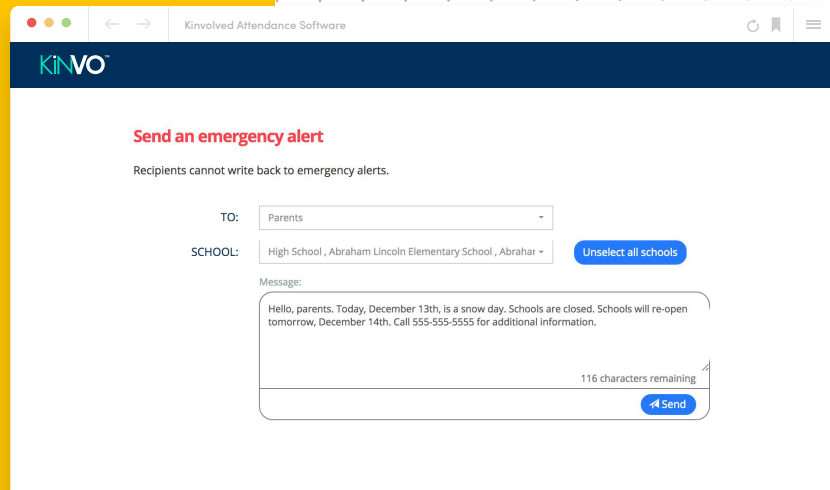 Kinvolved Attendance Software
KiNVO™
Send an emergency alert
Recipients cannot write back to emergency alerts.
TO:
Parents
SCHOOL:
High School , Abraham Lincoln Elementary School , Abrahar
Unselect all schools
Message:
Hello, parents. Today, December 13th, is a snow day. Schools are closed. Schools will re-open
tomorrow, December 14th. Call 555-555-5555 for additional information.
116 characters remaining
Send